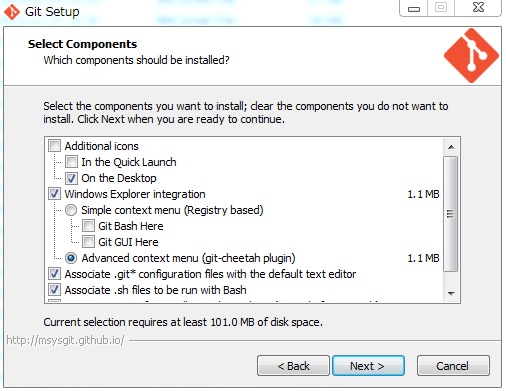 Git Setup
Select Components
Which components should be installed?
Select the components you want to install; clear the components you do not want to
install. Click Next when you are ready to continue.
Additional icons
In the Quick Launch
On the Desktop
Windows Explorer integration 1.1 MB
Simple context menu (Registry based)
Git Bash Here
Git GUI Here
Advanced context menu (git-cheetah plugin) 1.1 MB
Associate .git* configuration files with the default text editor
Associate .sh files to be run with Bash
Current selection requires at least 101.0 MB of disk space.
http://msysgit.github.io/
< Back
Next >
Cancel